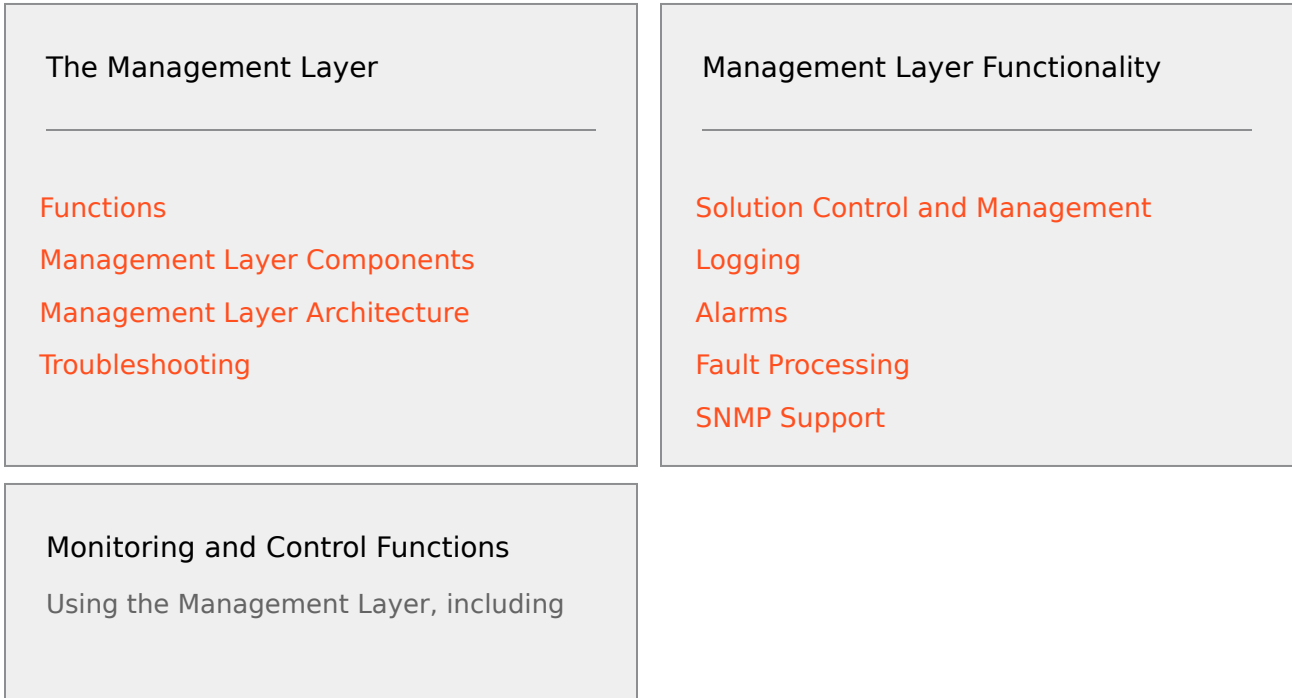 The Management Layer
Functions
Management Layer Components
Management Layer Architecture
Troubleshooting
Management Layer Functionality
Solution Control and Management
Logging
Alarms
Fault Processing
SNMP Support
Monitoring and Control Functions
Using the Management Layer, including